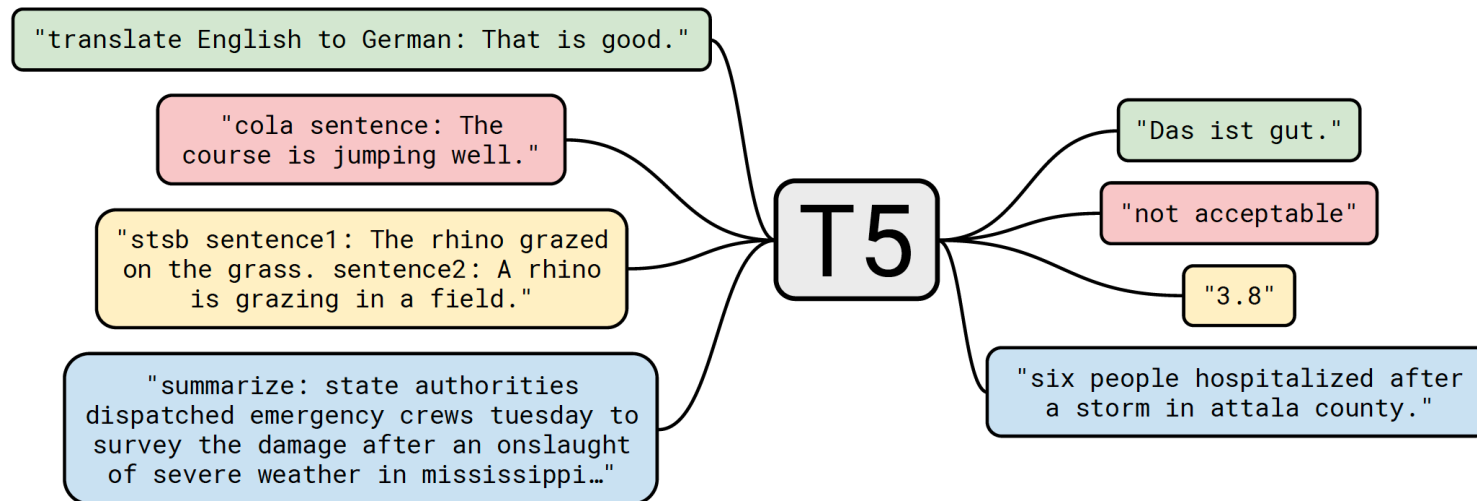 "translate English to German: That is good."
"cola sentence: The
course is jumping well."
"stsb sentence1: The rhino grazed
on the grass. sentence2: A rhino
is grazing in a field."
"summarize: state authorities
dispatched emergency crews tuesday to
survey the damage after an onslaught
of severe weather in mississippi…"
T5
"Das ist gut."
"not acceptable"
"3.8"
"six people hospitalized after
a storm in attala county."